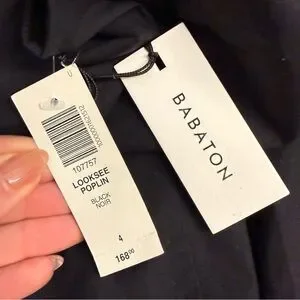 U
107757
LOOKSEE
POPLIN
BLACK
NOIR
4
168.00
BABATON